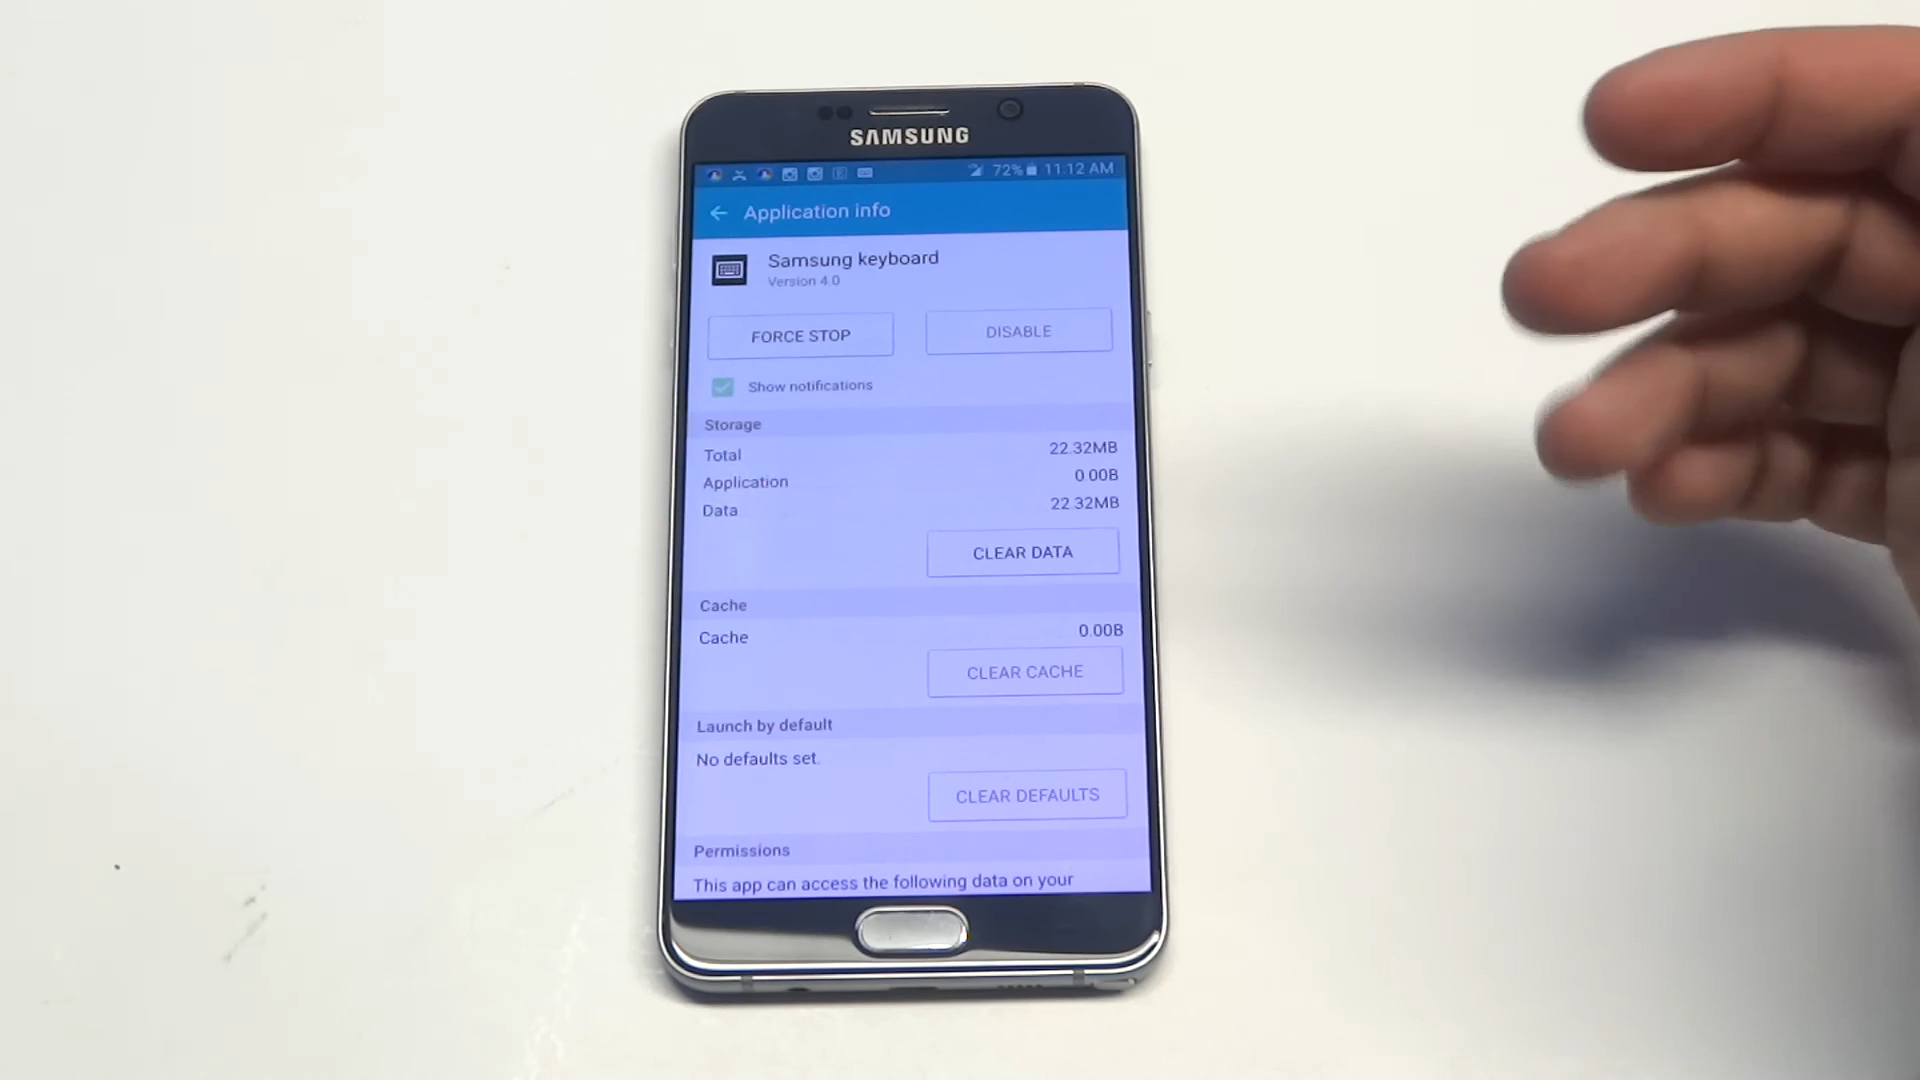 SAMSUNG
72% 11:12 AM
Application info
Samsung keyboard
Version 4.0
FORCE STOP DISABLE
Show notifications
Storage
Total 22.32MB
Application 0.00B
Data 22.32MB
CLEAR DATA
Cache
Cache 0.00B
CLEAR CACHE
Launch by default
No defaults set.
CLEAR DEFAULTS
Permissions
This app can access the following data on your